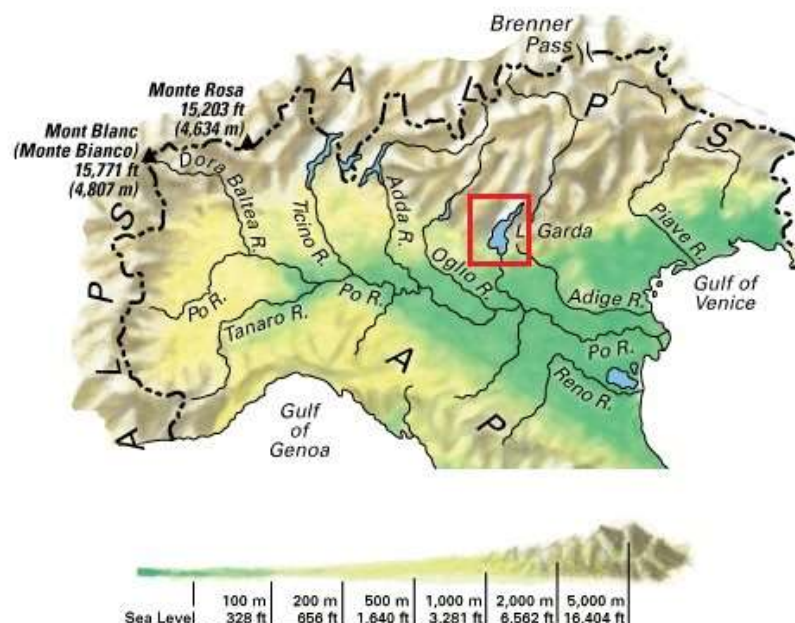 Brenner
Pass
Monte Rosa
15,203 ft
(4,634 m)
A
L
P
S
Mont Blanc
(Monte Bianco)
15,771 ft
(4,807 m)
Dora Baltea R.
Ticino R.
Adda R.
Oglio R.
L. Garda
Piave R.
S
P
L
A
Po R.
Tanaro R.
Po R.
Adige R.
Gulf of
Venice
Po R.
Reno R.
A
P
Gulf
of
Genoa
100 m
200 m
500 m
1,000 m
2,000 m
5,000 m
Sea Level
328 ft
656 ft
1,640 ft
3,281 ft
6,562 ft
16,404 ft